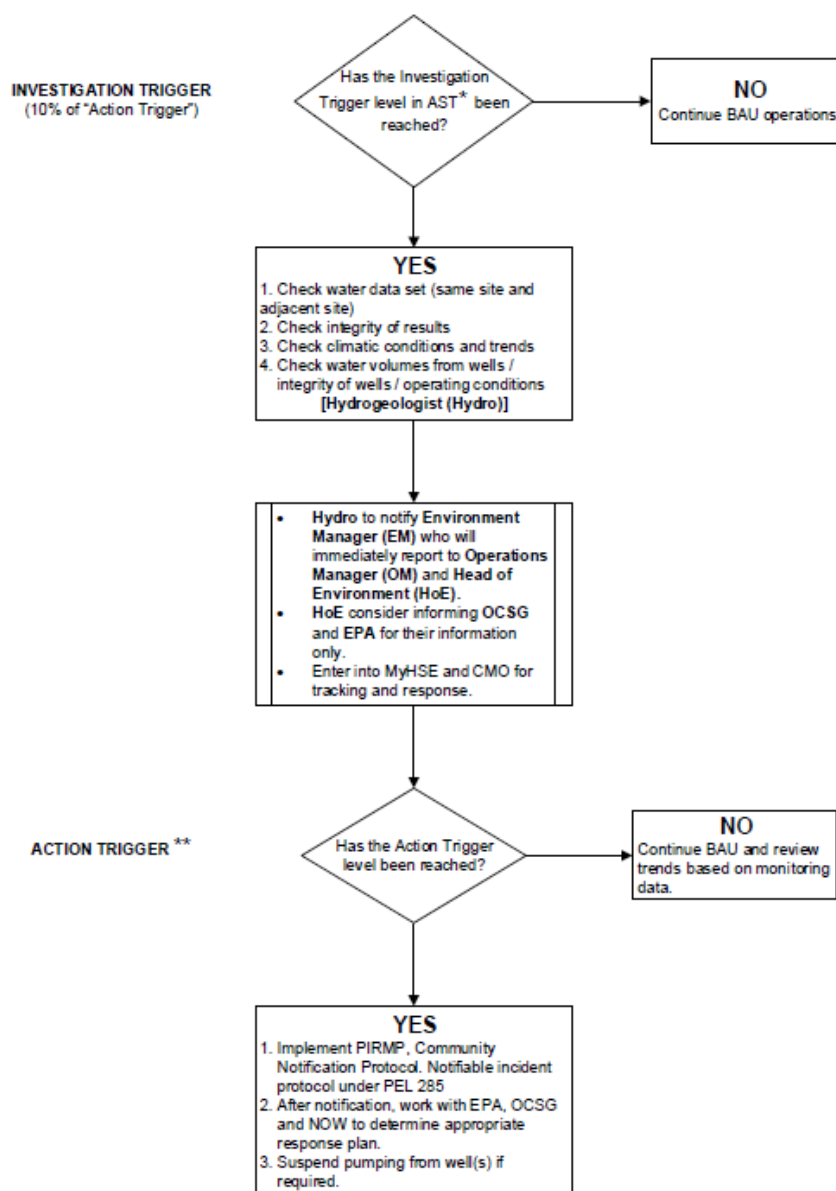 Has the Investigation
Trigger level in AST* been
reached?
INVESTIGATION TRIGGER
(10% of "Action Trigger")
NO
Continue BAU operations
YES
1. Check water data set (same site and
adjacent site)
2. Check integrity of results
3. Check climatic conditions and trends
4. Check water volumes from wells /
integrity of wells / operating conditions
[Hydrogeologist (Hydro)]
• Hydro to notify Environment
Manager (EM) who will
immediately report to Operations
Manager (OM) and Head of
Environment (HoE).
• HoE consider informing OCSG
and EPA for their information
only.
• Enter into MyHSE and CMO for
tracking and response.
ACTION TRIGGER **
Has the Action Trigger
level been reached?
NO
Continue BAU and review
trends based on monitoring
data.
YES
1. Implement PIRMP, Community
Notification Protocol. Notifiable incident
protocol under PEL 285
2. After notification, work with EPA, OCSG
and NOW to determine appropriate
response plan.
3. Suspend pumping from well(s) if
required.